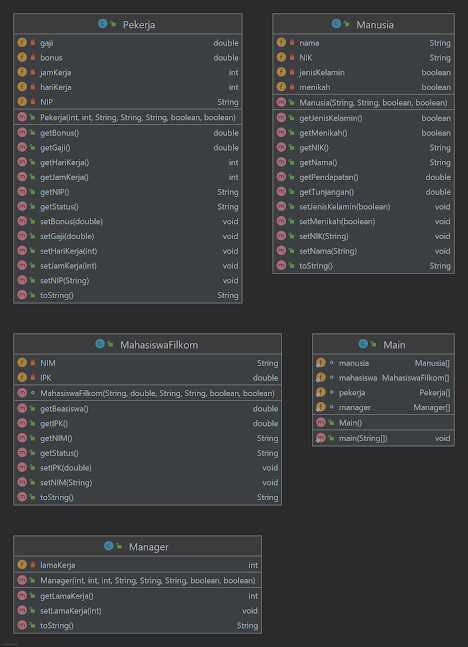 Pekerja
gaji double
bonus double
jamKerja int
hariKerja int
NIP String
Pekerja(int, int, String, String, String, boolean, boolean)
getBonus() double
getGaji() double
getHariKerja() int
getJamKerja() int
getNIP() String
getStatus() String
setBonus(double) void
setGaji(double) void
setHariKerja(int) void
setJamKerja(int) void
setNIP(String) void
toString() String
Manusia
nama String
NIK String
jenisKelamin boolean
menikah boolean
Manusia(String, String, boolean, boolean)
getJenisKelamin() boolean
getMenikah() boolean
getNIK() String
getNama() String
getPendapatan() double
getTunjangan() double
setJenisKelamin(boolean) void
setMenikah(boolean) void
setNIK(String) void
setNama(String) void
toString() String
MahasiswaFilkom
NIM String
IPK double
MahasiswaFilkom(String, double, String, String, boolean, boolean)
getBeasiswa() double
getIPK() double
getNIM() String
getStatus() String
setIPK(double) void
setNIM(String) void
toString() String
Main
manusia Manusia[]
mahasiswa MahasiswaFilkom[]
pekerja Pekerja[]
manager Manager[]
Main()
main(String[]) void
Manager
lamaKerja int
Manager(int, int, int, String, String, String, boolean, boolean)
getLamaKerja() int
setLamaKerja(int) void
toString() String